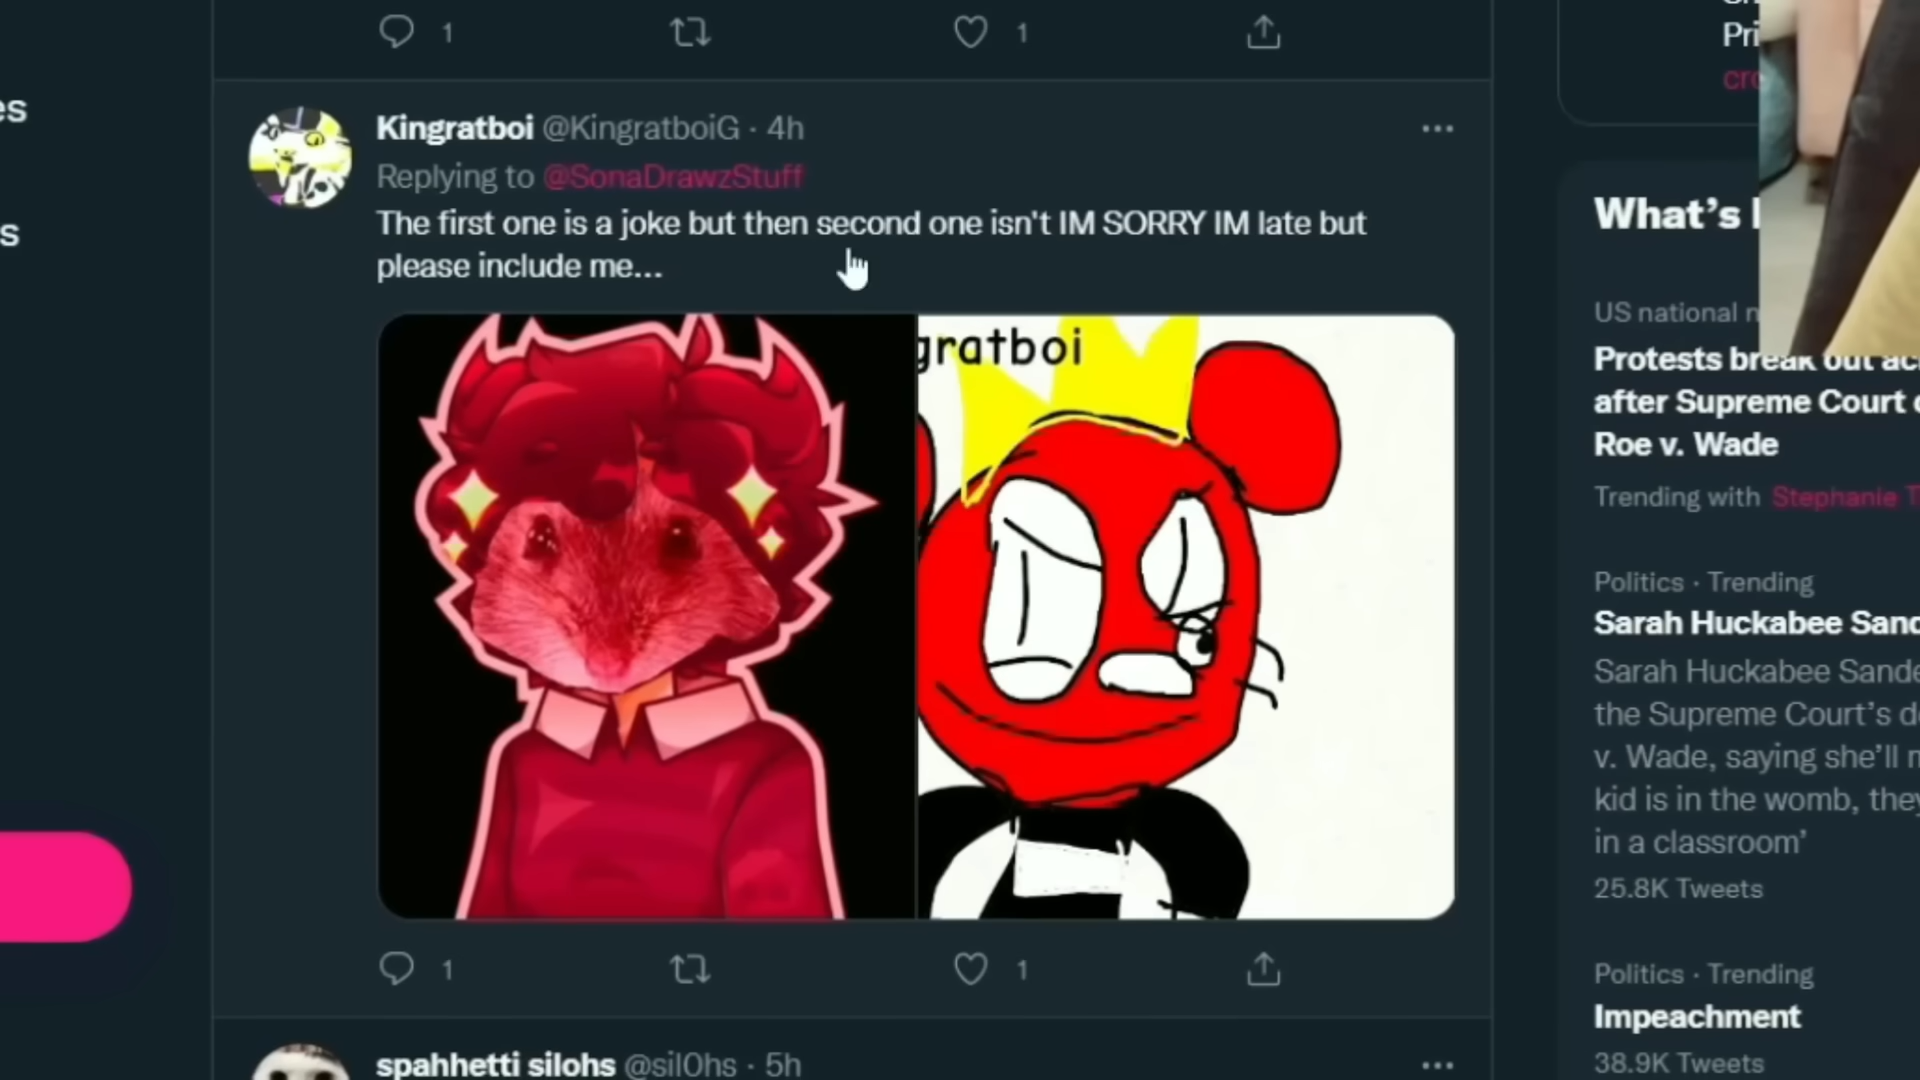 1
1
Pri
cro
es
s
Kingratboi @KingratboiG · 4h
Replying to @SonaDrawzStuff
The first one is a joke but then second one isn't IM SORRY IM late but
please include me...
gratboi
1
1
spahhetti silohs @sil0hs · 5h
What's
US national
Protests break out
after Supreme Court
Roe v. Wade
Trending with Stephanie
Politics · Trending
Sarah Huckabee Sand
Sarah Huckabee Sande
the Supreme Court's
v. Wade, saying she'll
kid is in the womb, they
in a classroom'
25.8K Tweets
Politics · Trending
Impeachment
38.9K Tweets